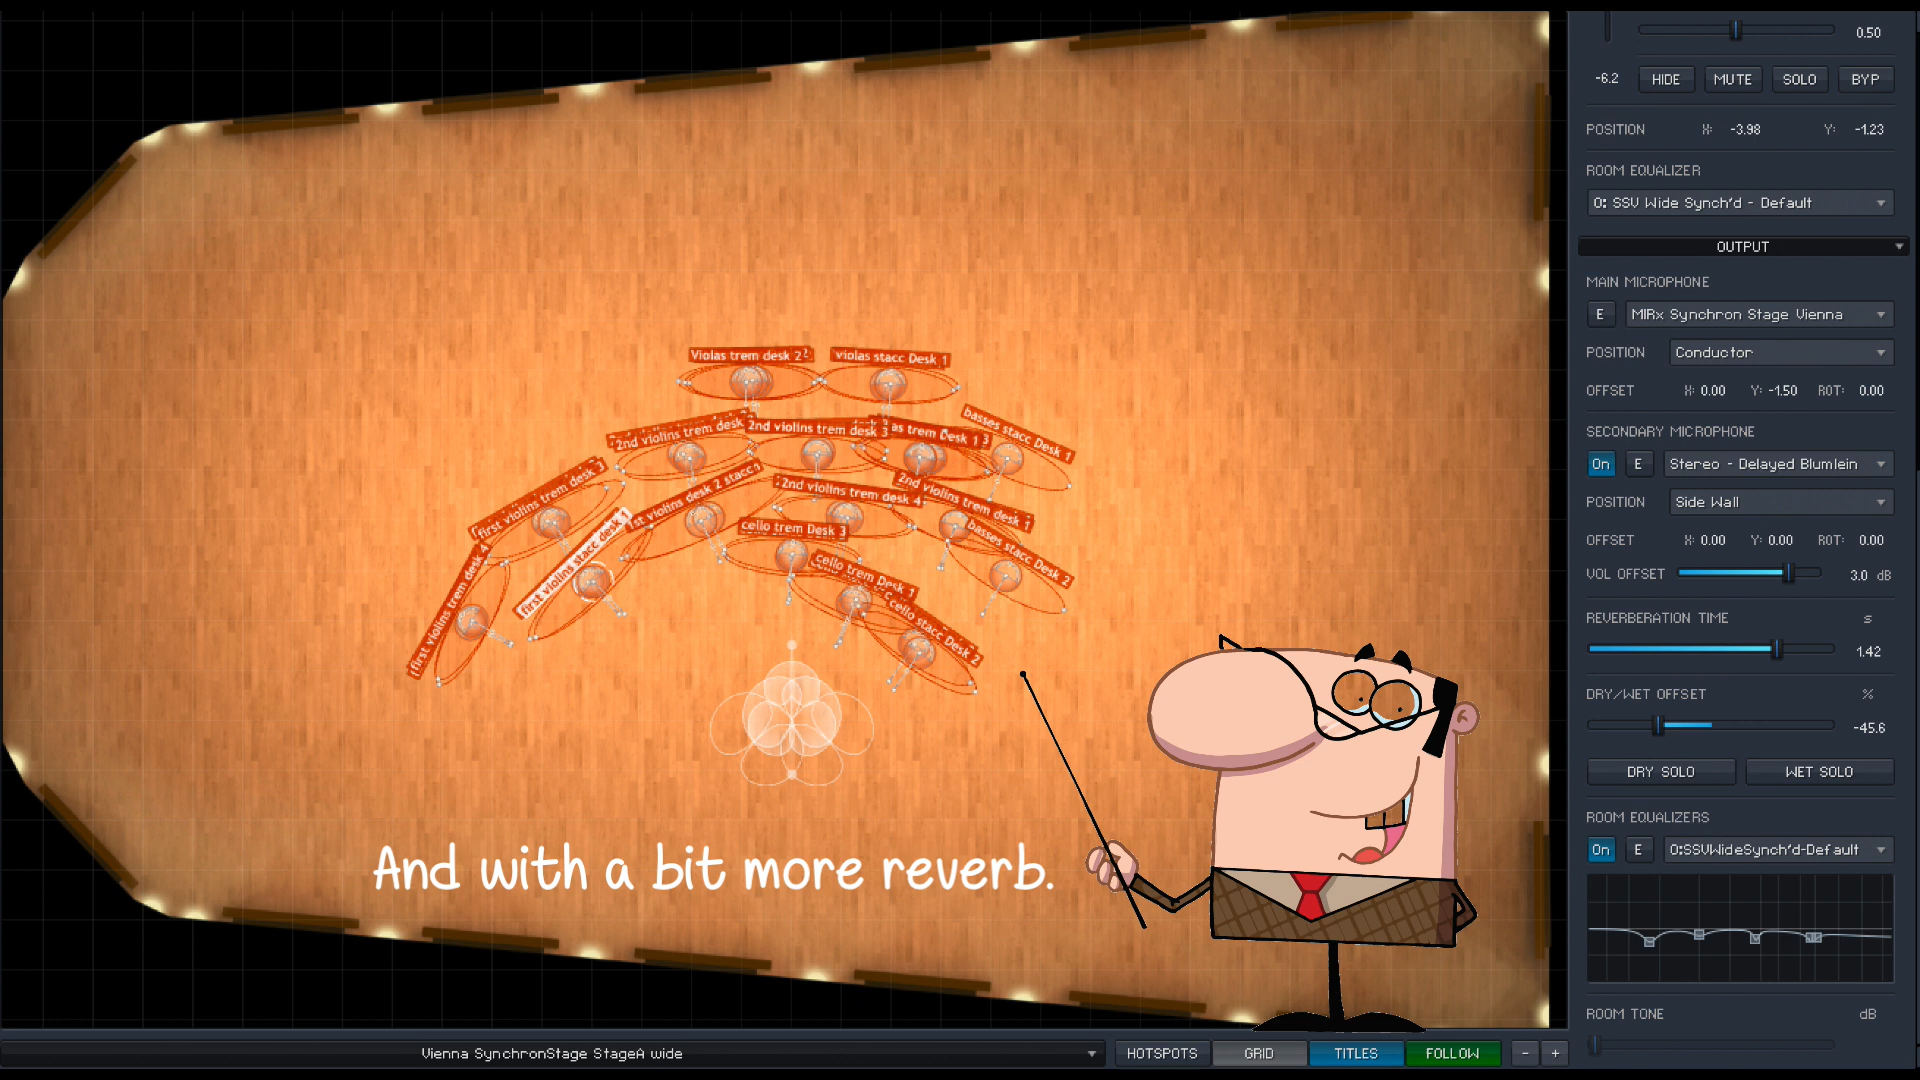 0.50
-6.2 HIDE MUTE SOLO BYP
POSITION X: -3.98 Y: -1.23
ROOM EQUALIZER
0: SSV Wide Synch'd - Default
OUTPUT
MAIN MICROPHONE
E MIRx Synchron Stage Vienna
POSITION Conductor
OFFSET X: 0.00 Y: -1.50 ROT: 0.00
SECONDARY MICROPHONE
On E Stereo - Delayed Blumlein
POSITION Side Wall
OFFSET X: 0.00 Y: 0.00 ROT: 0.00
VOL OFFSET 3.0 dB
REVERBERATION TIME s
1.42
DRY/WET OFFSET %
-45.6
DRY SOLO WET SOLO
ROOM EQUALIZERS
On E 0:SSVWideSynch'd-Default
ROOM TONE dB
Violas trem desk 2
violas stacc Desk 1
2nd violins trem desk
2nd violins trem desk 3
as trem Desk 1 3
basses stacc Desk 1
first violins trem desk 3
1st violins desk 2 stacc
2nd violins trem desk 4
2nd violins trem desk 1
first violins stacc desk 1
cello trem Desk 3
basses stacc Desk 2
first violins trem desk 4
cello trem Desk 1
cello stacc Desk 2
And with a bit more reverb.
Vienna SynchronStage StageA wide
HOTSPOTS GRID TITLES FOLLOW - +